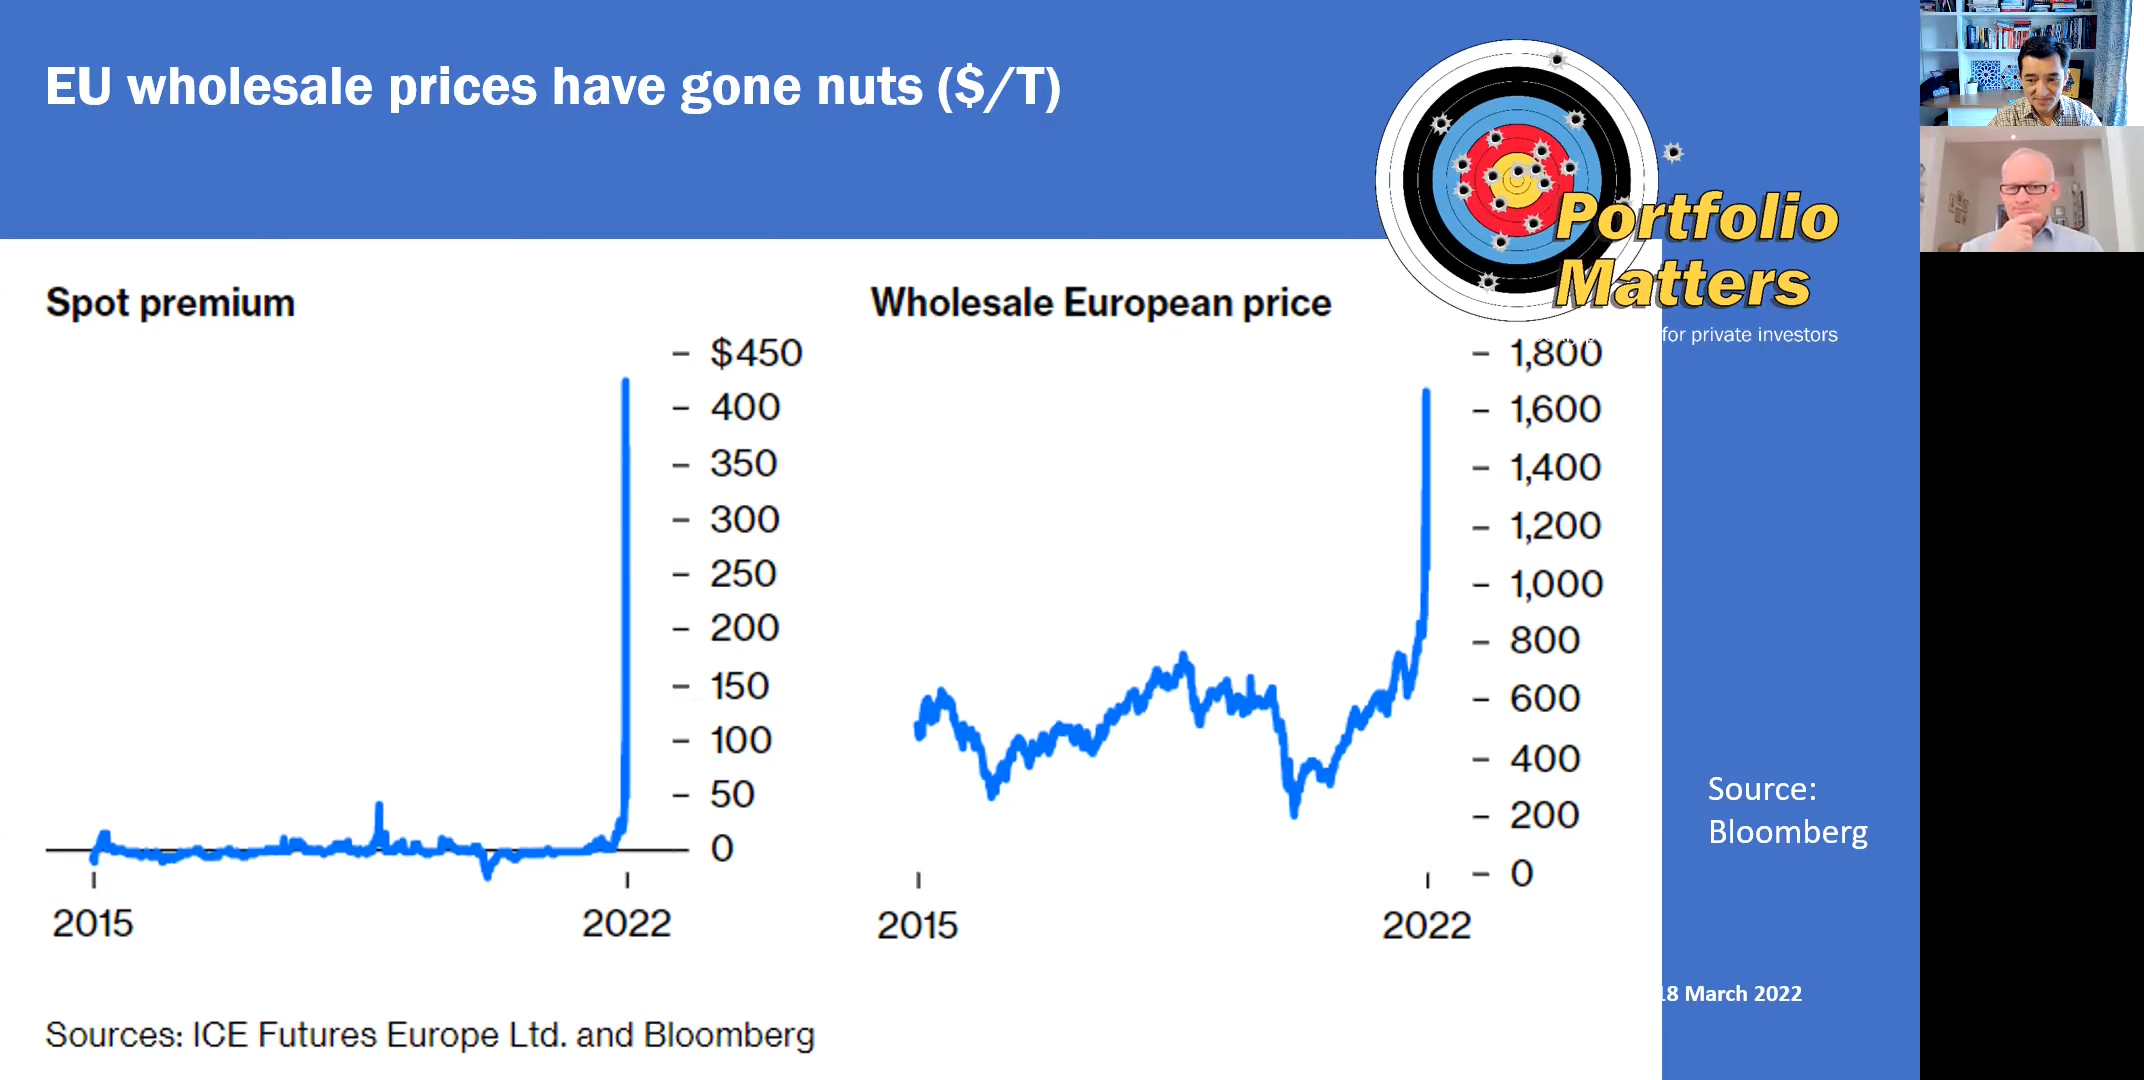 EU wholesale prices have gone nuts ($/T)
Portfolio
Matters
for private investors
Spot premium
$450
400
350
300
250
200
150
100
50
0
2015
2022
Wholesale European price
1,800
1,600
1,400
1,200
1,000
800
600
400
200
0
2015
2022
Source:
Bloomberg
18 March 2022
Sources: ICE Futures Europe Ltd. and Bloomberg